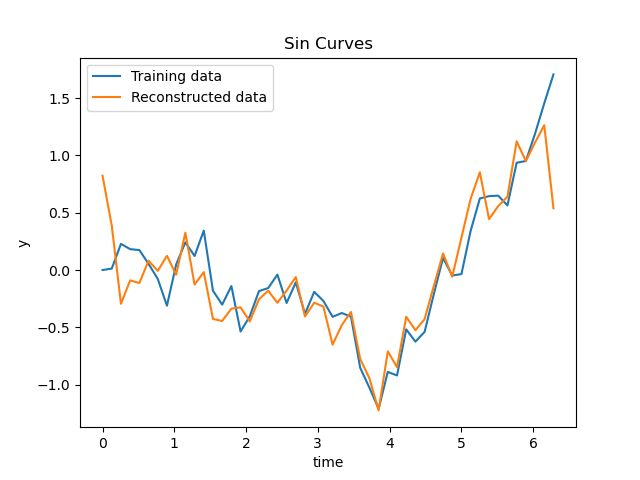 Sin Curves
Training data
Reconstructed data
1.5
1.0
0.5
0.0
−0.5
−1.0
y
0 1 2 3 4 5 6
time